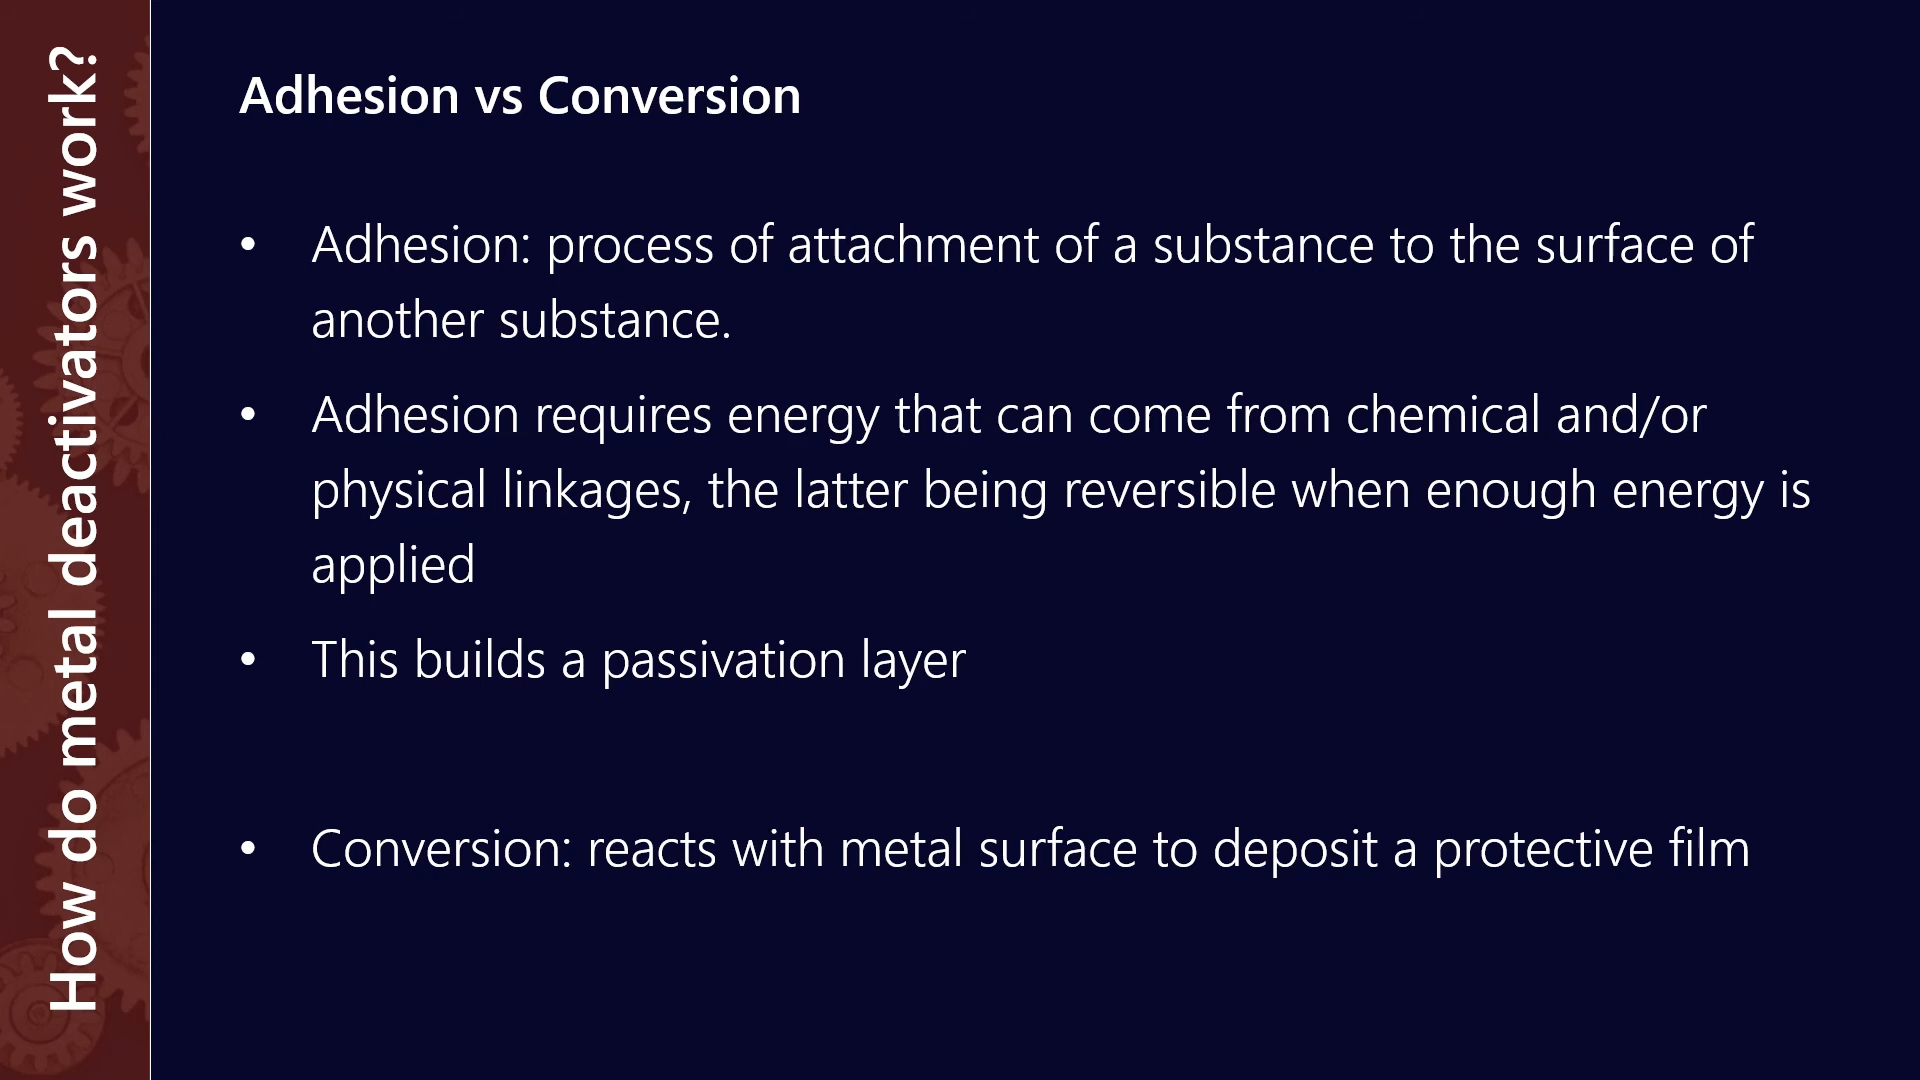 How do metal deactivators work?
Adhesion vs Conversion
• Adhesion: process of attachment of a substance to the surface of
another substance.
• Adhesion requires energy that can come from chemical and/or
physical linkages, the latter being reversible when enough energy is
applied
• This builds a passivation layer
• Conversion: reacts with metal surface to deposit a protective film